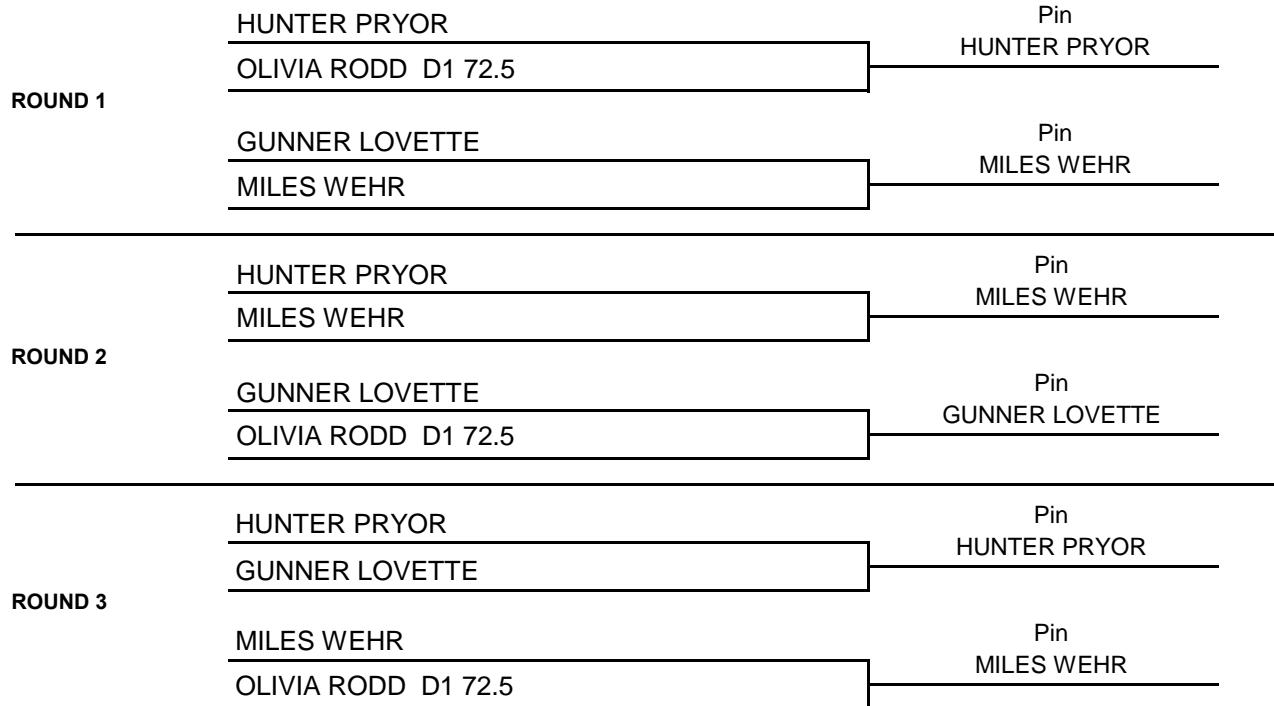 HUNTER PRYOR
Pin
HUNTER PRYOR
OLIVIA RODD  D1 72.5
ROUND 1
GUNNER LOVETTE
Pin
MILES WEHR
MILES WEHR
HUNTER PRYOR
Pin
MILES WEHR
MILES WEHR
ROUND 2
GUNNER LOVETTE
Pin
GUNNER LOVETTE
OLIVIA RODD  D1 72.5
HUNTER PRYOR
Pin
HUNTER PRYOR
GUNNER LOVETTE
ROUND 3
MILES WEHR
Pin
MILES WEHR
OLIVIA RODD  D1 72.5